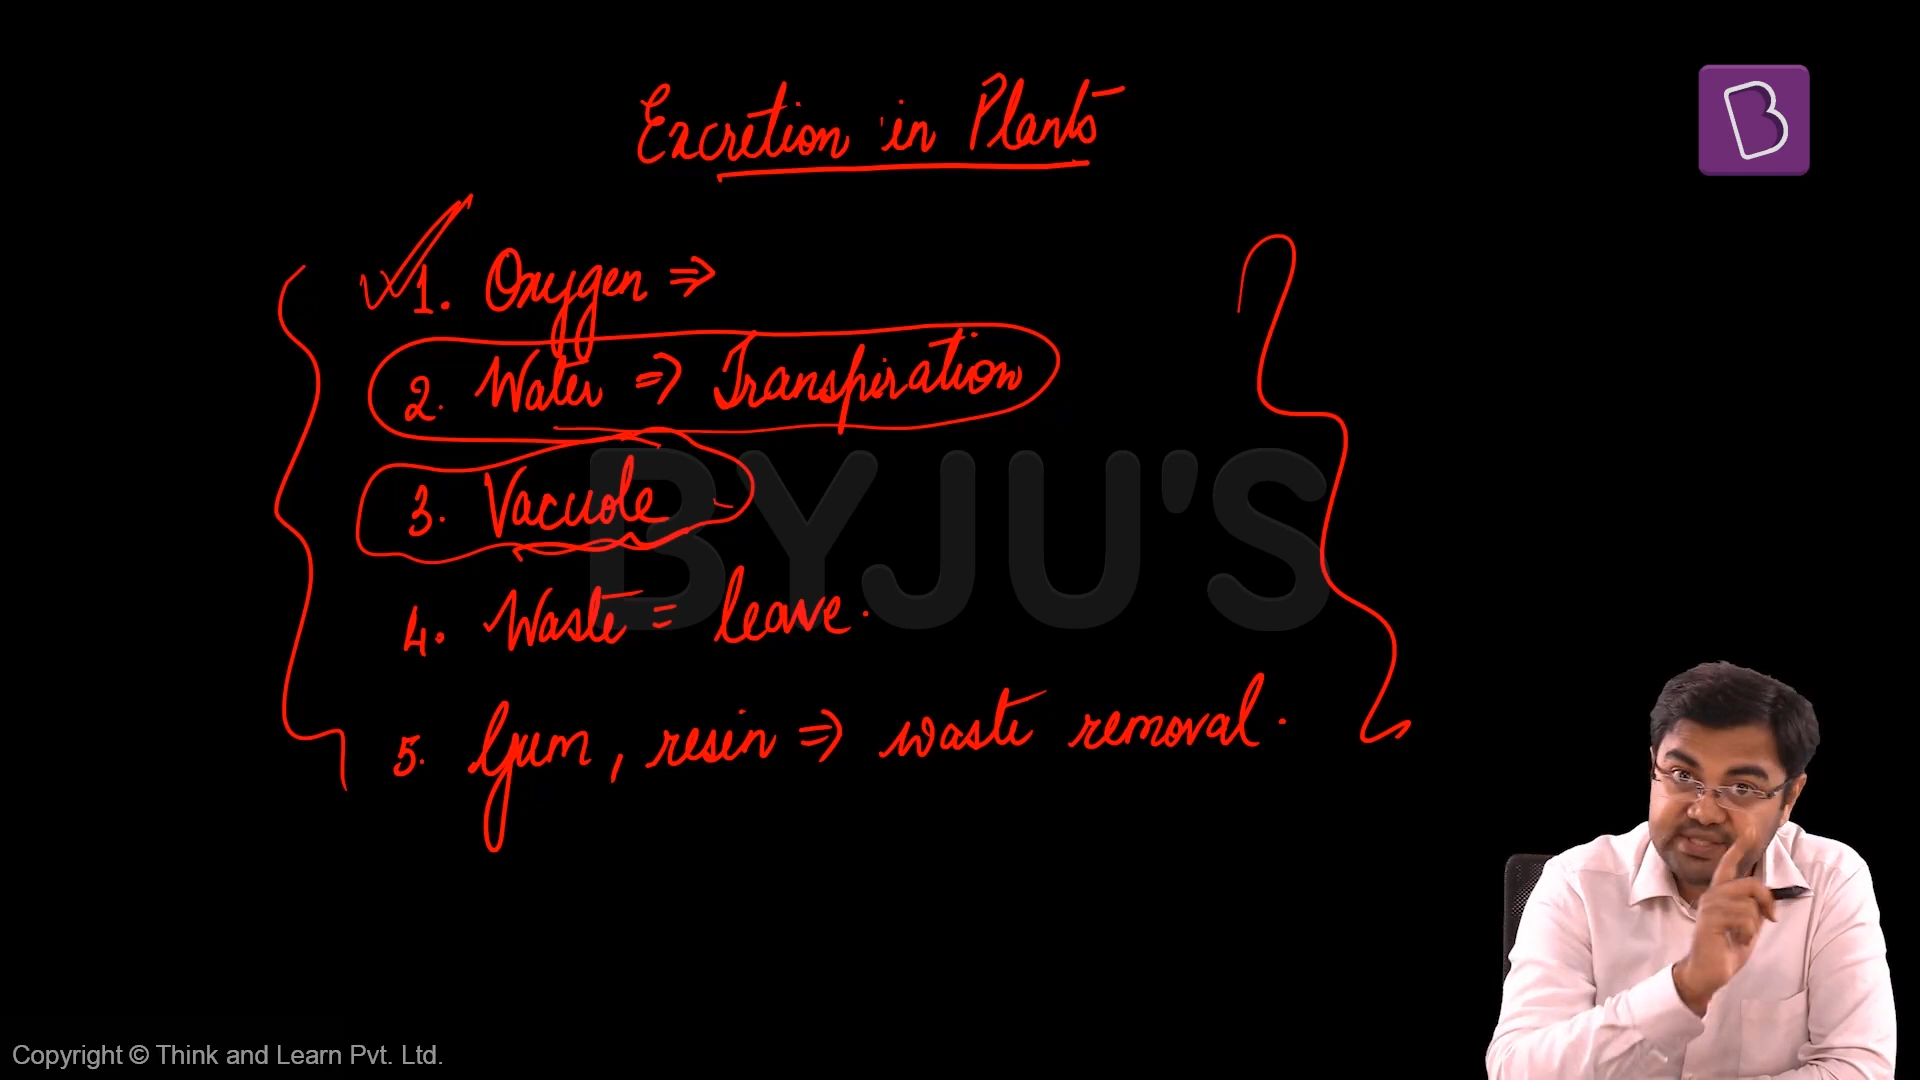 Excretion in Plants
B
1. Oxygen ⇒
2. Water ⇒ Transpiration
3. Vacuole
BYJU'S
4. Waste = leave.
5. Gum, resin ⇒ waste removal.
Copyright © Think and Learn Pvt. Ltd.